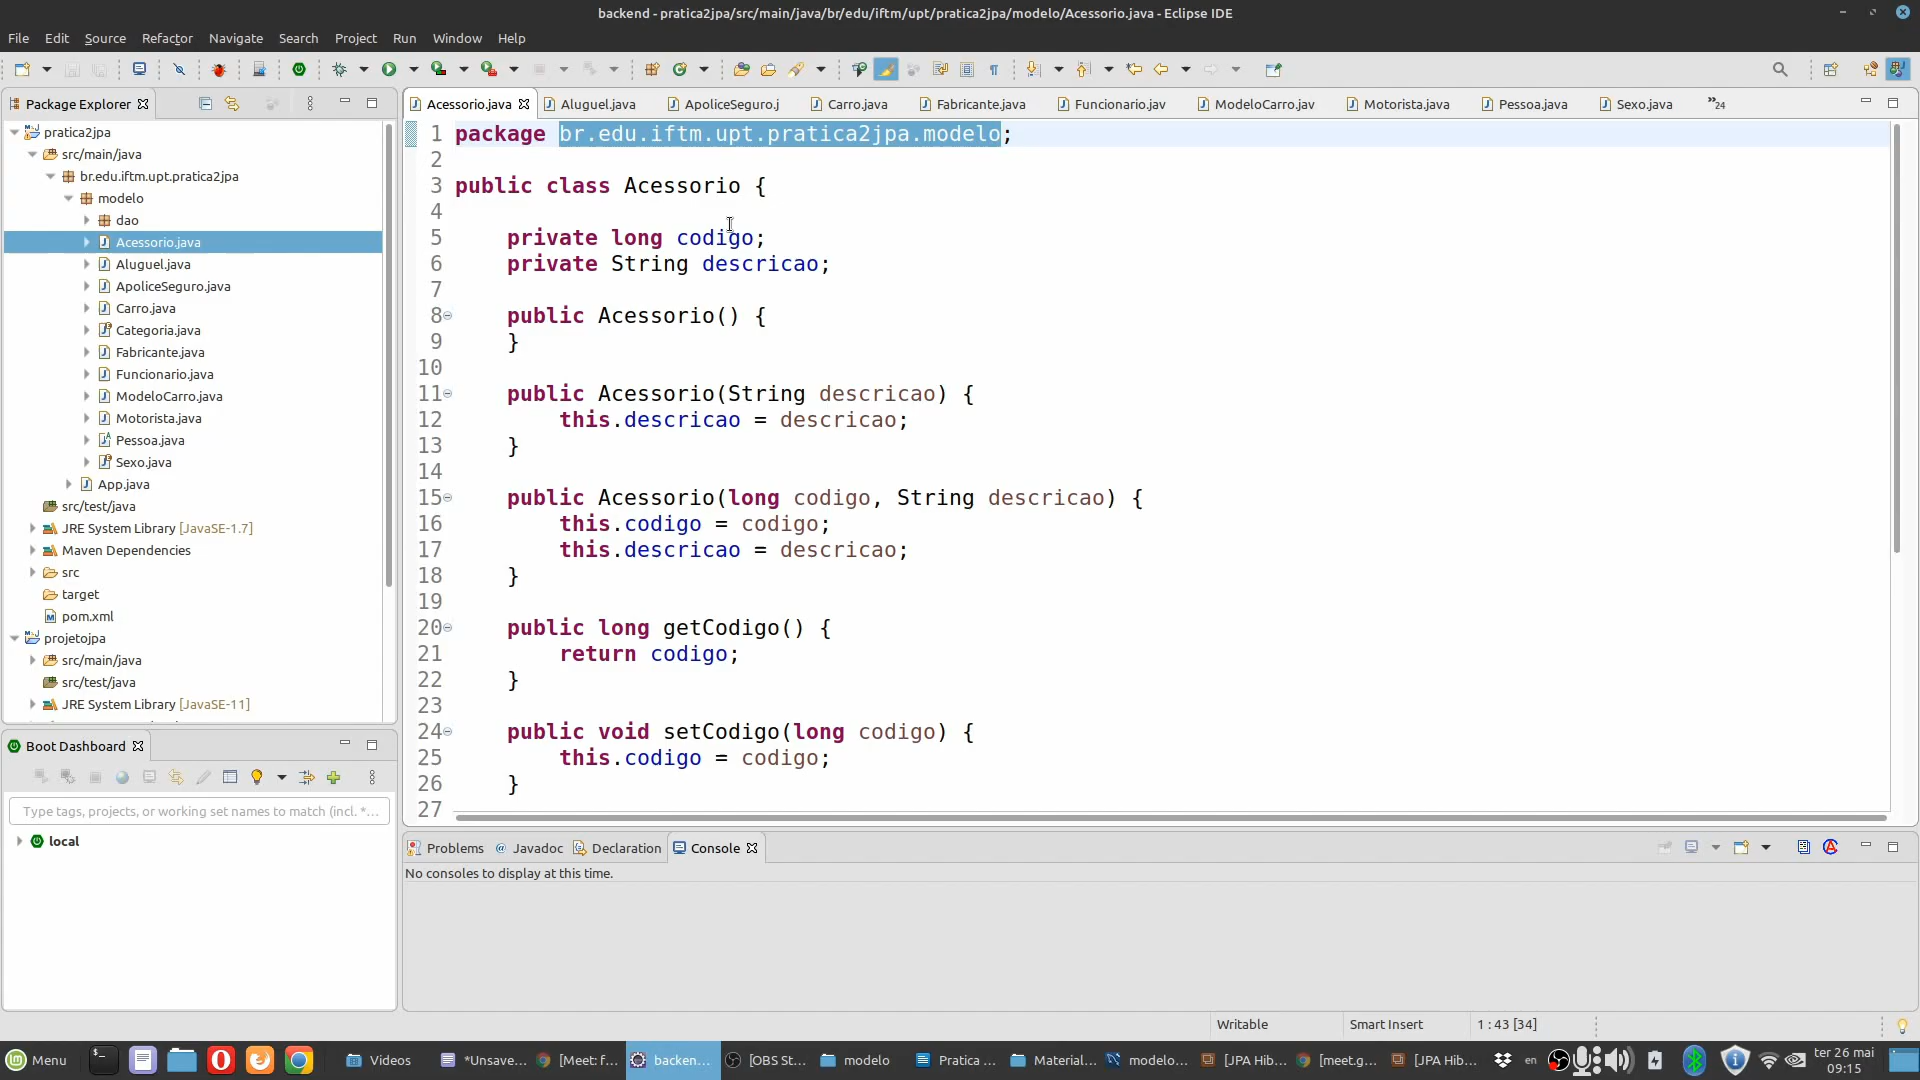 backend - pratica2jpa/src/main/java/br/edu/iftm/upt/pratica2jpa/modelo/Acessorio.java - Eclipse IDE
File Edit Source Refactor Navigate Search Project Run Window Help
Package Explorer
pratica2jpa
src/main/java
br.edu.iftm.upt.pratica2jpa
modelo
dao
Acessorio.java
Aluguel.java
ApoliceSeguro.java
Carro.java
Categoria.java
Fabricante.java
Funcionario.java
ModeloCarro.java
Motorista.java
Pessoa.java
Sexo.java
App.java
src/test/java
JRE System Library [JavaSE-1.7]
Maven Dependencies
src
target
pom.xml
projetojpa
src/main/java
src/test/java
JRE System Library [JavaSE-11]
Boot Dashboard
Type tags, projects, or working set names to match (incl. *...
local
Acessorio.java Aluguel.java ApoliceSeguro.j Carro.java Fabricante.java Funcionario.jav ModeloCarro.jav Motorista.java Pessoa.java Sexo.java »24
1 package br.edu.iftm.upt.pratica2jpa.modelo;
2
3 public class Acessorio {
4
5 private long codigo;
6 private String descricao;
7
8 public Acessorio() {
9 }
10
11 public Acessorio(String descricao) {
12 this.descricao = descricao;
13 }
14
15 public Acessorio(long codigo, String descricao) {
16 this.codigo = codigo;
17 this.descricao = descricao;
18 }
19
20 public long getCodigo() {
21 return codigo;
22 }
23
24 public void setCodigo(long codigo) {
25 this.codigo = codigo;
26 }
27
Problems Javadoc Declaration Console
No consoles to display at this time.
Writable Smart Insert 1 : 43 [34]
Menu Videos *Unsave... [Meet: f... backen... [OBS St... modelo Pratica ... Material... modelo... [JPA Hib... [meet.g... [JPA Hib... en ter 26 mai
09:15